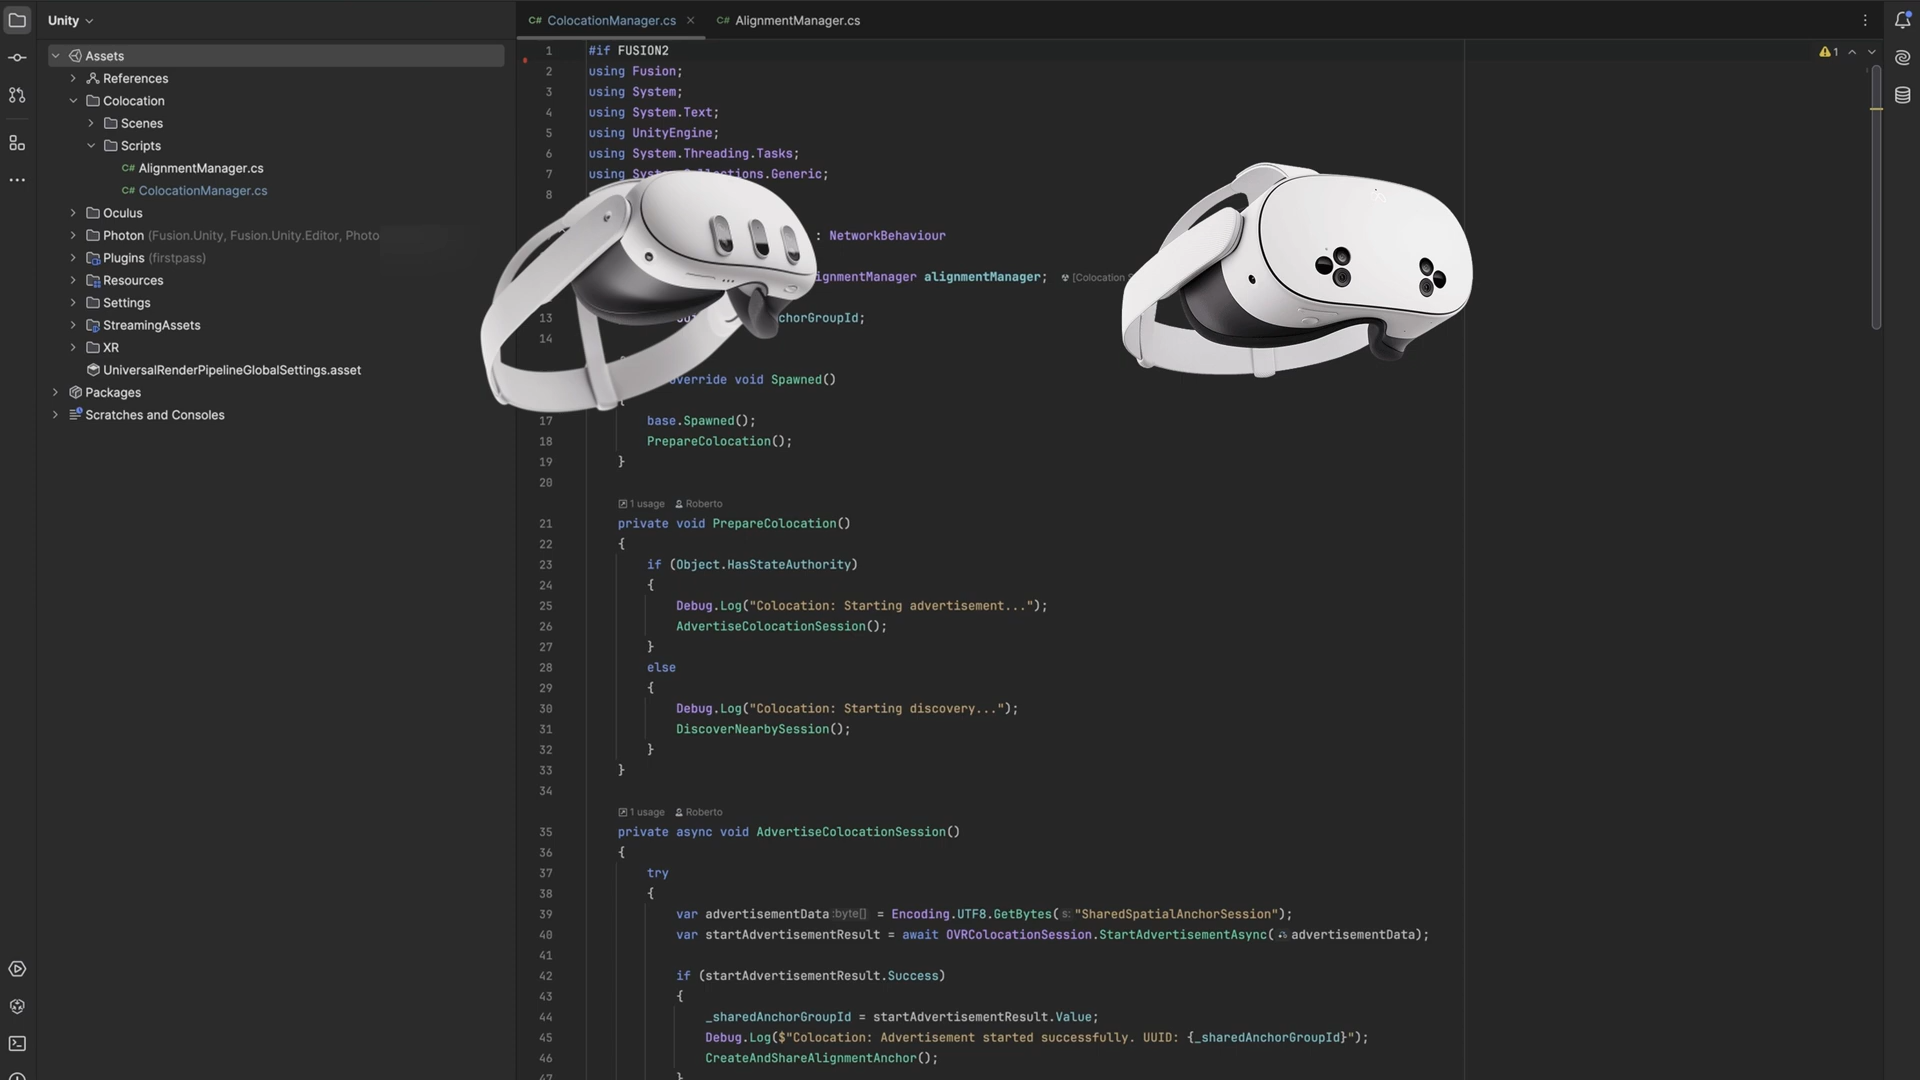 Unity
Assets
References
Colocation
Scenes
Scripts
C# AlignmentManager.cs
C# ColocationManager.cs
Oculus
Photon (Fusion.Unity, Fusion.Unity.Editor, Photo
Plugins (firstpass)
Resources
Settings
StreamingAssets
XR
UniversalRenderPipelineGlobalSettings.asset
Packages
Scratches and Consoles
C# ColocationManager.cs
C# AlignmentManager.cs
1
1 #if FUSION2
2 using Fusion;
3 using System;
4 using System.Text;
5 using UnityEngine;
6 using System.Threading.Tasks;
7 using System.Collections.Generic;
8
: NetworkBehaviour
alignmentManager; [Colocation
13 chorGroupId;
14
override void Spawned()
{
17 base.Spawned();
18 PrepareColocation();
19 }
20
1 usage Roberto
21 private void PrepareColocation()
22 {
23 if (Object.HasStateAuthority)
24 {
25 Debug.Log("Colocation: Starting advertisement...");
26 AdvertiseColocationSession();
27 }
28 else
29 {
30 Debug.Log("Colocation: Starting discovery...");
31 DiscoverNearbySession();
32 }
33 }
34
1 usage Roberto
35 private async void AdvertiseColocationSession()
36 {
37 try
38 {
39 var advertisementData :byte[] = Encoding.UTF8.GetBytes( s: "SharedSpatialAnchorSession");
40 var startAdvertisementResult = await OVRColocationSession.StartAdvertisementAsync( advertisementData);
41
42 if (startAdvertisementResult.Success)
43 {
44 _sharedAnchorGroupId = startAdvertisementResult.Value;
45 Debug.Log($"Colocation: Advertisement started successfully. UUID: {_sharedAnchorGroupId}");
46 CreateAndShareAlignmentAnchor();
47 }